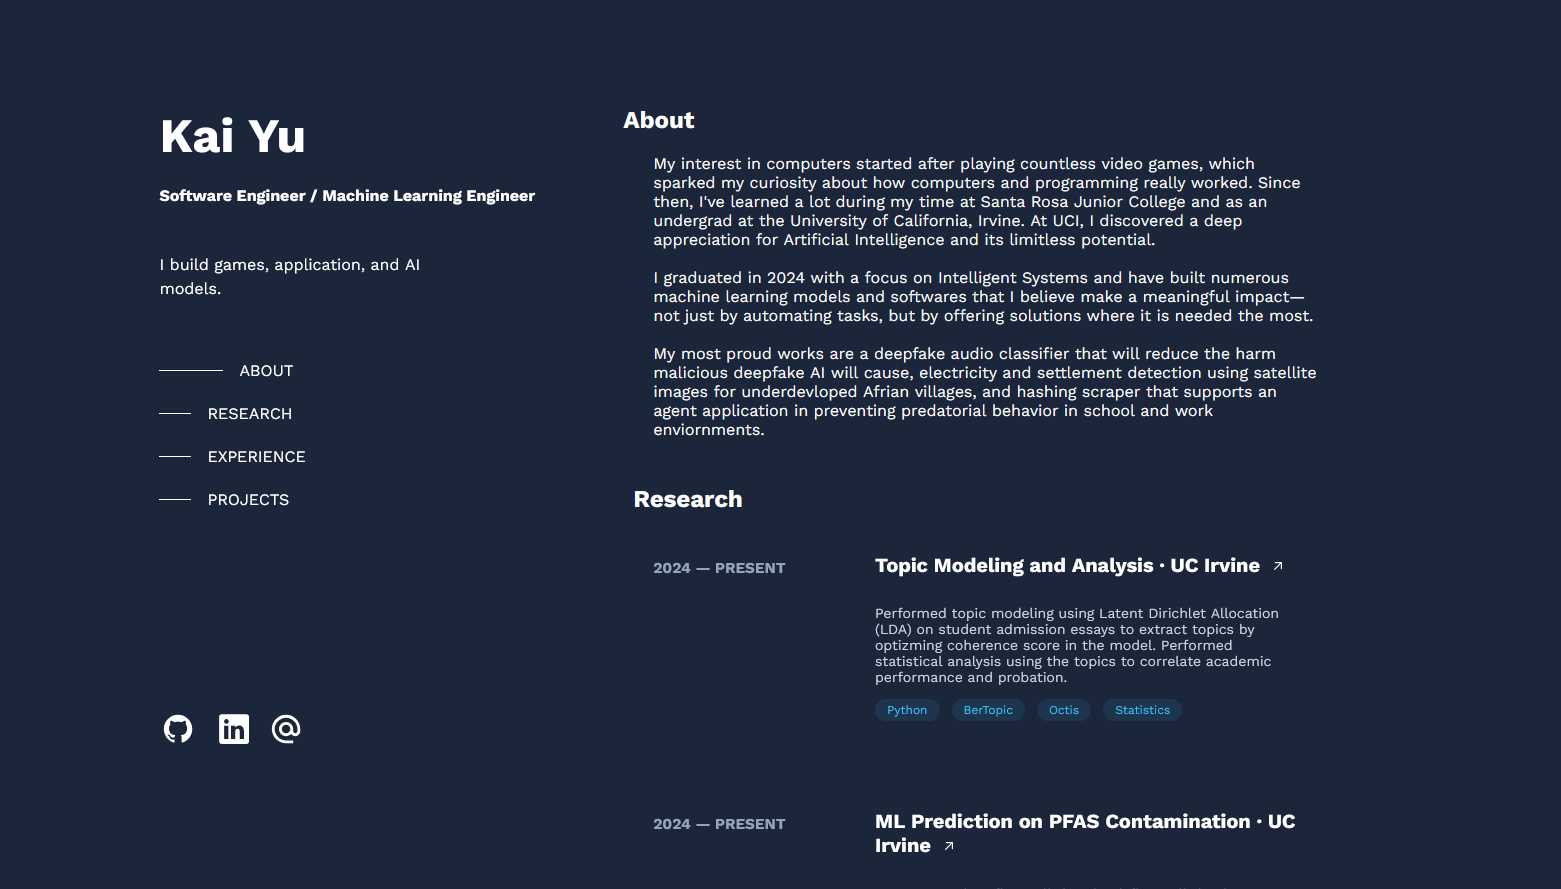 Kai Yu
Software Engineer / Machine Learning Engineer
I build games, application, and AI
models.
ABOUT
RESEARCH
EXPERIENCE
PROJECTS
About
My interest in computers started after playing countless video games, which
sparked my curiosity about how computers and programming really worked. Since
then, I've learned a lot during my time at Santa Rosa Junior College and as an
undergrad at the University of California, Irvine. At UCI, I discovered a deep
appreciation for Artificial Intelligence and its limitless potential.
I graduated in 2024 with a focus on Intelligent Systems and have built numerous
machine learning models and softwares that I believe make a meaningful impact—
not just by automating tasks, but by offering solutions where it is needed the most.
My most proud works are a deepfake audio classifier that will reduce the harm
malicious deepfake AI will cause, electricity and settlement detection using satellite
images for underdevloped Afrian villages, and hashing scraper that supports an
agent application in preventing predatorial behavior in school and work
enviornments.
Research
2024 — PRESENT
Topic Modeling and Analysis · UC Irvine
Performed topic modeling using Latent Dirichlet Allocation
(LDA) on student admission essays to extract topics by
optizming coherence score in the model. Performed
statistical analysis using the topics to correlate academic
performance and probation.
Python BerTopic Octis Statistics
2024 — PRESENT
ML Prediction on PFAS Contamination · UC
Irvine